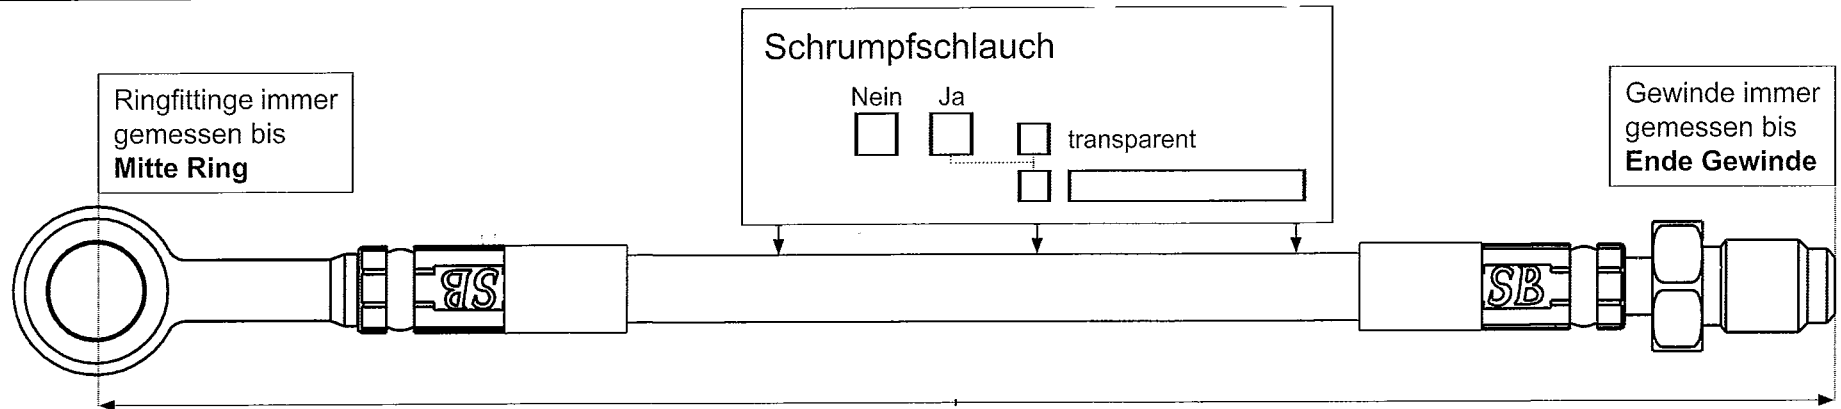 Schrumpfschlauch
Nein Ja
transparent
Ringfittinge immer
gemessen bis
Mitte Ring
Gewinde immer
gemessen bis
Ende Gewinde
SB
SB